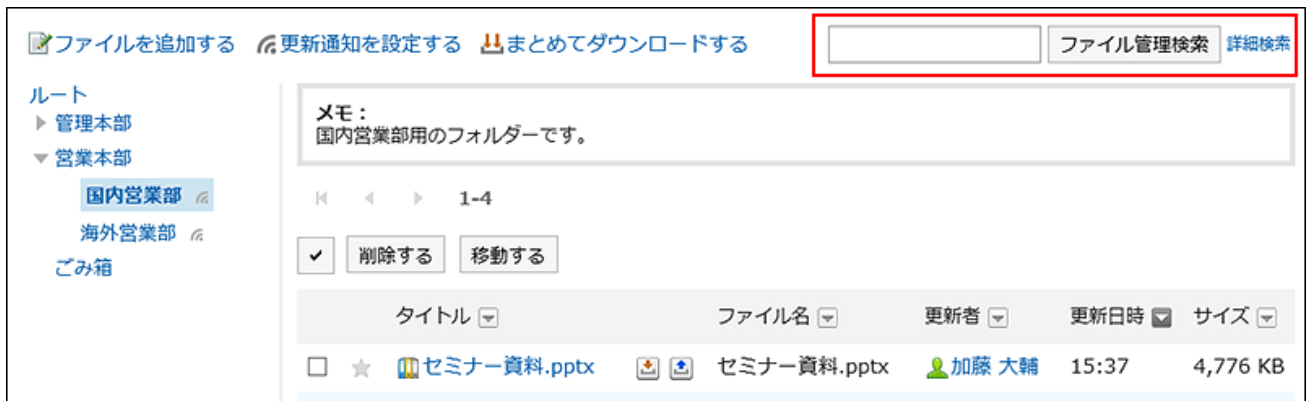 ファイルを追加する 更新通知を設定する まとめてダウンロードする ファイル管理検索 詳細検索
ルート
管理本部
営業本部
国内営業部
海外営業部
ごみ箱
メモ：
国内営業部用のフォルダーです。
1-4
削除する 移動する
タイトル ファイル名 更新者 更新日時 サイズ
セミナー資料.pptx セミナー資料.pptx 加藤 大輔 15:37 4,776 KB